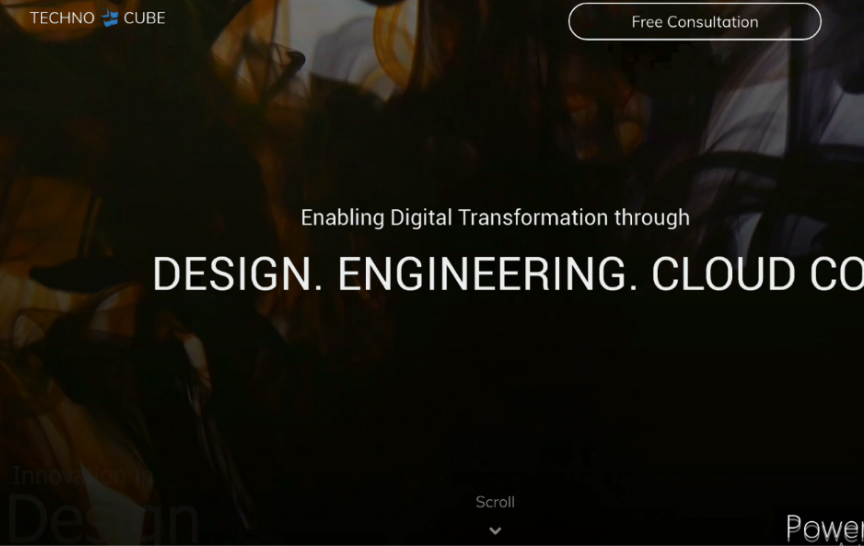 TECHNO CUBE
Free Consultation
Enabling Digital Transformation through
DESIGN. ENGINEERING. CLOUD CO
Innovation in
Design
Scroll
Power